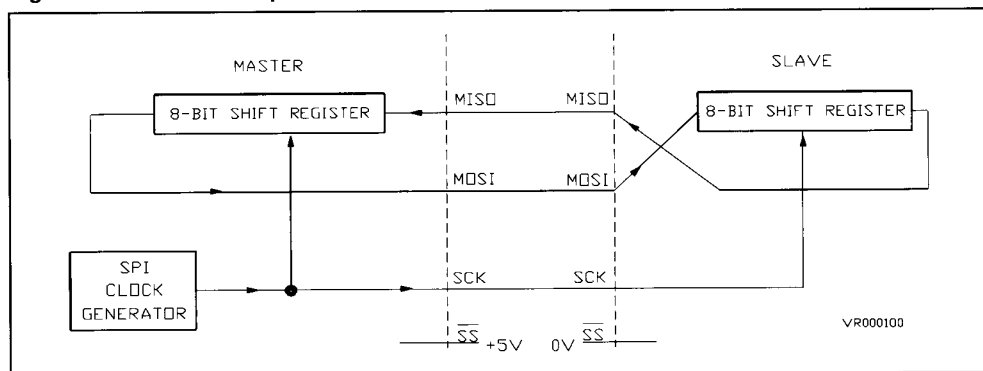 MASTER
SLAVE
8-BIT SHIFT REGISTER
MISO
MISO
8-BIT SHIFT REGISTER
MOSI
MOSI
SPI
CLOCK
GENERATOR
SCK
SCK
SS +5V
0V SS
VR000100